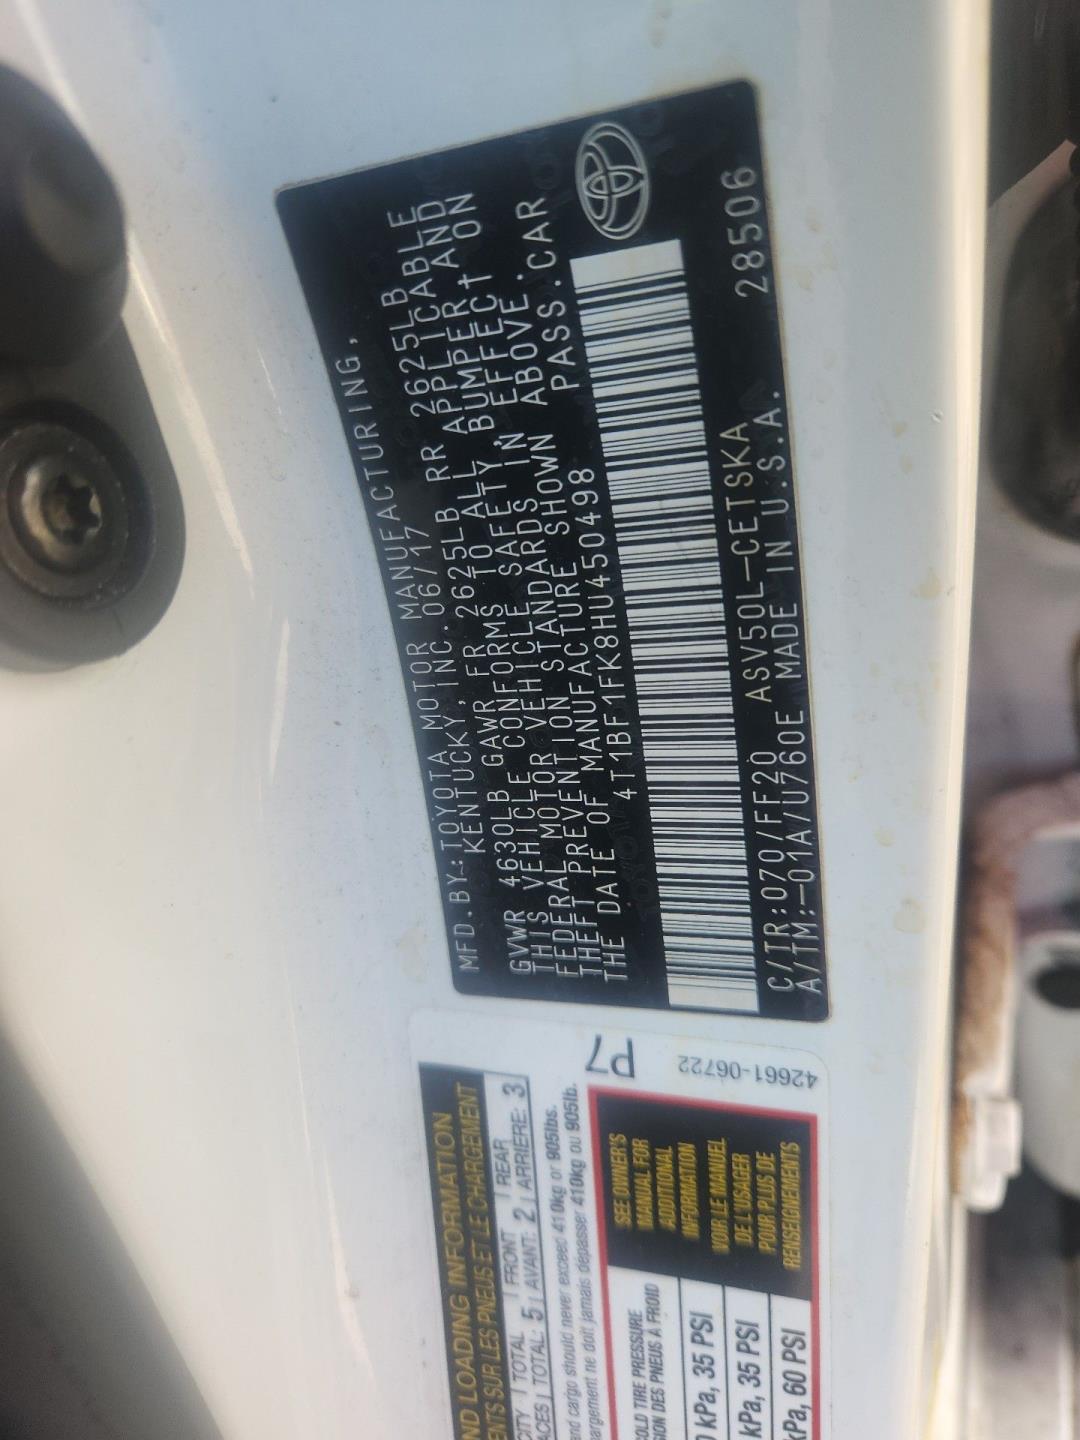 MFD.BY:TOYOTA MOTOR MANUFACTURING,
KENTUCKY,INC.06/17
GVWR 4630LB GAWR FR 2625LB RR 2625LB
THIS VEHICLE CONFORMS TO ALL APPLICABLE
FEDERAL MOTOR VEHICLE SAFETY,BUMPER AND
THEFT PREVENTION STANDARDS IN EFFECT ON
THE DATE OF MANUFACTURE SHOWN ABOVE.
4T1BF1FK8HU450498 PASS.CAR
C/TR:070/FF20 ASV50L-CETSKA 28506
A/TM:-01A/U760E MADE IN U.S.A.
P7
42661-06722
LOADING INFORMATION
SUR LES PNEUS ET LE CHARGEMENT
TOTAL FRONT REAR
TOTAL: 5 AVANT: 2 ARRIÈRE: 3
and cargo should never exceed 410kg or 905lbs.
ne doit jamais dépasser 410kg ou 905lb.
SEE OWNER'S
MANUAL FOR
ADDITIONAL
INFORMATION
VOIR LE MANUEL
DE L'USAGER
POUR PLUS DE
RENSEIGNEMENTS
COLD TIRE PRESSURE
DES PNEUS À FROID
kPa, 35 PSI
kPa, 35 PSI
kPa, 60 PSI